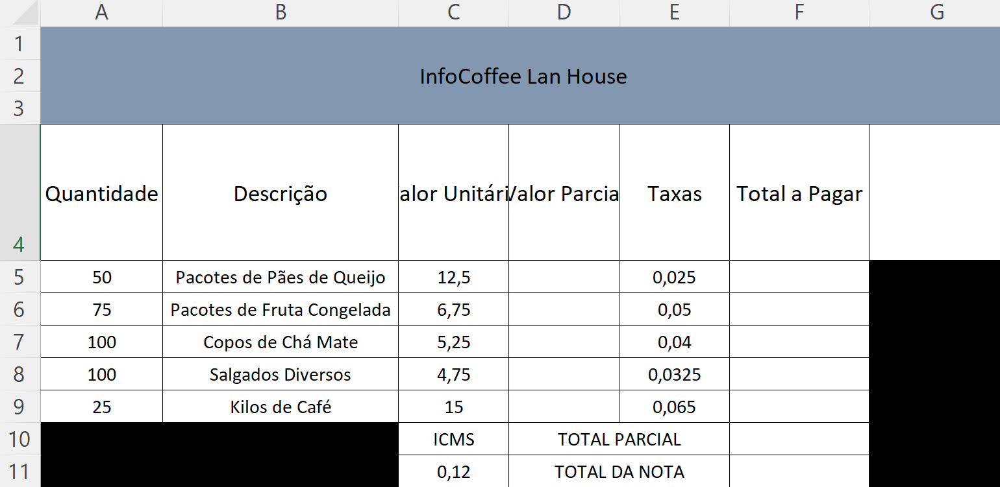 A B C D E F G
1
2 InfoCoffee Lan House
3
4 Quantidade Descrição alor Unitári Valor Parcia Taxas Total a Pagar
5 50 Pacotes de Pães de Queijo 12,5 0,025
6 75 Pacotes de Fruta Congelada 6,75 0,05
7 100 Copos de Chá Mate 5,25 0,04
8 100 Salgados Diversos 4,75 0,0325
9 25 Kilos de Café 15 0,065
10 ICMS TOTAL PARCIAL
11 0,12 TOTAL DA NOTA